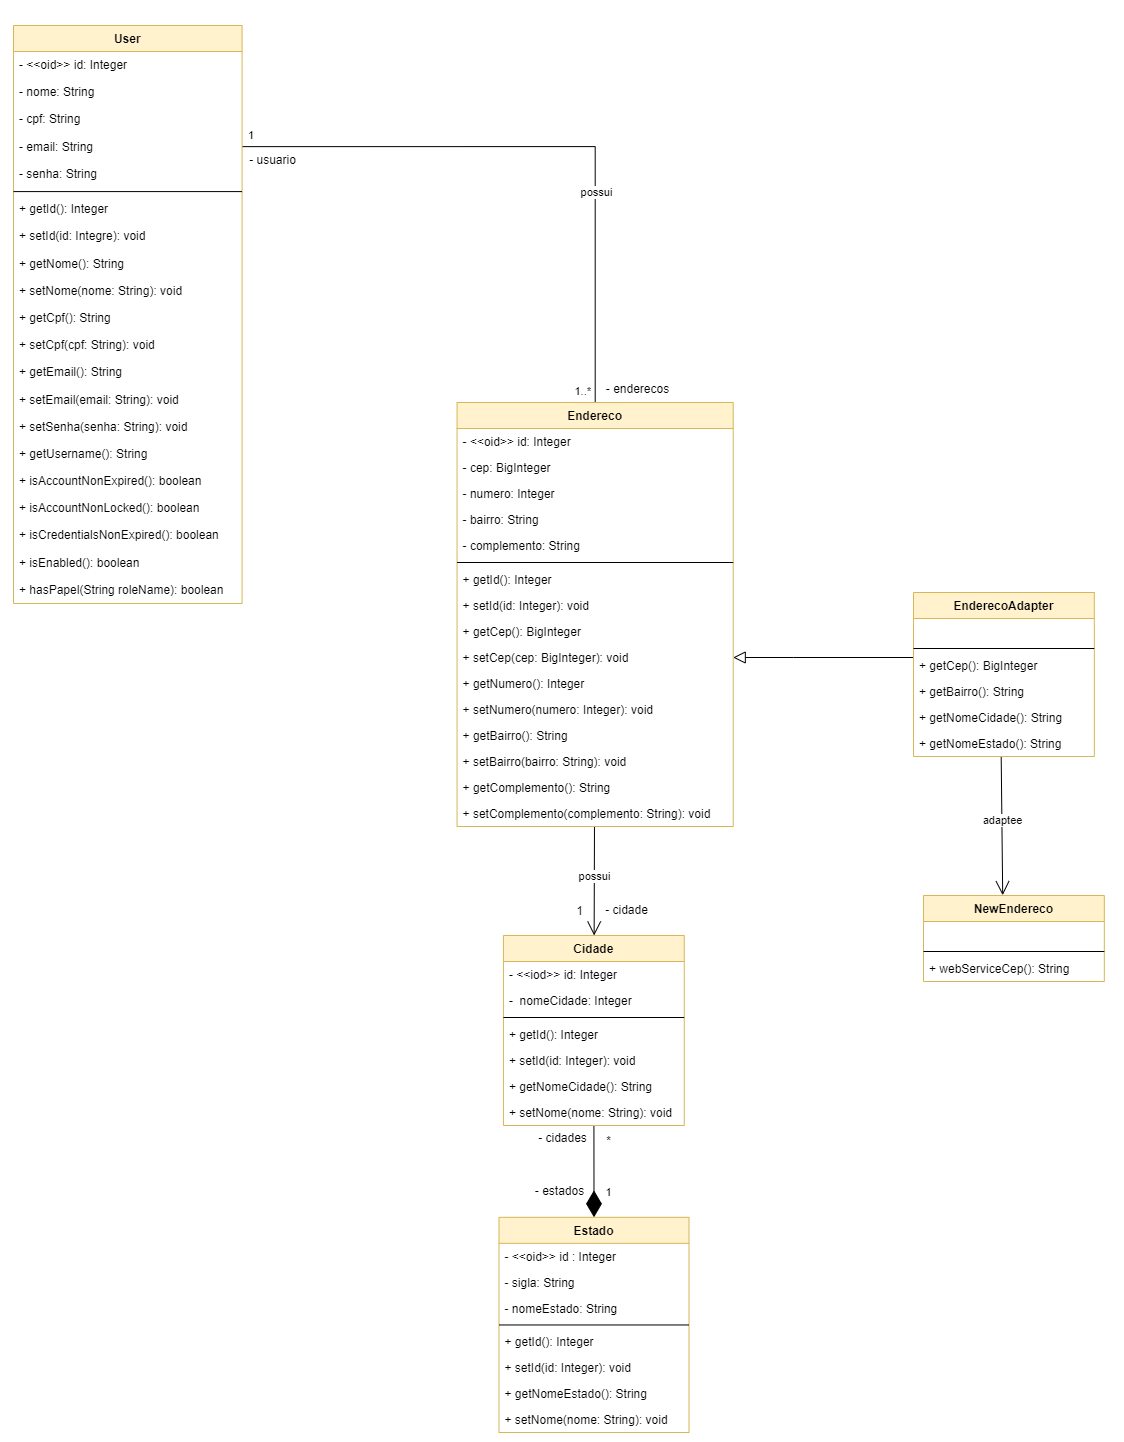 User
- <<oid>> id: Integer
- nome: String
- cpf: String
- email: String
- senha: String
+ getId(): Integer
+ setId(id: Integre): void
+ getNome(): String
+ setNome(nome: String): void
+ getCpf(): String
+ setCpf(cpf: String): void
+ getEmail(): String
+ setEmail(email: String): void
+ setSenha(senha: String): void
+ getUsername(): String
+ isAccountNonExpired(): boolean
+ isAccountNonLocked(): boolean
+ isCredentialsNonExpired(): boolean
+ isEnabled(): boolean
+ hasPapel(String roleName): boolean
1
- usuario
possui
1..*
- enderecos
Endereco
- <<oid>> id: Integer
- cep: BigInteger
- numero: Integer
- bairro: String
- complemento: String
+ getId(): Integer
+ setId(id: Integer): void
+ getCep(): BigInteger
+ setCep(cep: BigInteger): void
+ getNumero(): Integer
+ setNumero(numero: Integer): void
+ getBairro(): String
+ setBairro(bairro: String): void
+ getComplemento(): String
+ setComplemento(complemento: String): void
EnderecoAdapter
+ getCep(): BigInteger
+ getBairro(): String
+ getNomeCidade(): String
+ getNomeEstado(): String
adaptee
NewEndereco
+ webServiceCep(): String
possui
1
- cidade
Cidade
- <<iod>> id: Integer
- nomeCidade: Integer
+ getId(): Integer
+ setId(id: Integer): void
+ getNomeCidade(): String
+ setNome(nome: String): void
- cidades
*
- estados
1
Estado
- <<oid>> id : Integer
- sigla: String
- nomeEstado: String
+ getId(): Integer
+ setId(id: Integer): void
+ getNomeEstado(): String
+ setNome(nome: String): void